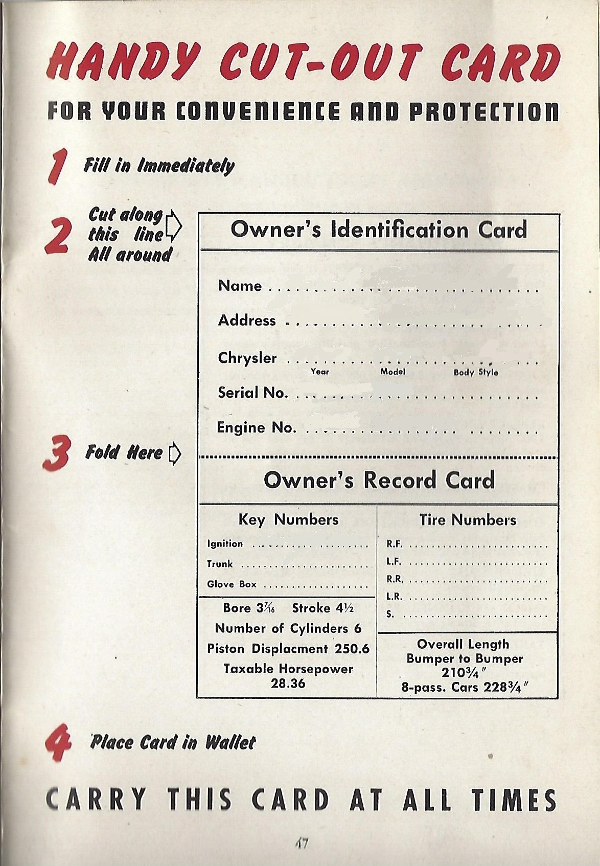 HANDY CUT-OUT CARD
FOR YOUR CONVENIENCE AND PROTECTION
1 Fill in Immediately
2 Cut along
this line
All around
Owner's Identification Card
Name
Address
Chrysler
Year Model Body Style
Serial No.
Engine No.
3 Fold Here
Owner's Record Card
Key Numbers
Ignition
Trunk
Glove Box
Bore 3 7/16 Stroke 4½
Number of Cylinders 6
Piston Displacment 250.6
Taxable Horsepower
28.36
Tire Numbers
R.F.
L.F.
R.R.
L.R.
S.
Overall Length
Bumper to Bumper
210¾"
8-pass. Cars 228¾"
4 Place Card in Wallet
CARRY THIS CARD AT ALL TIMES
47